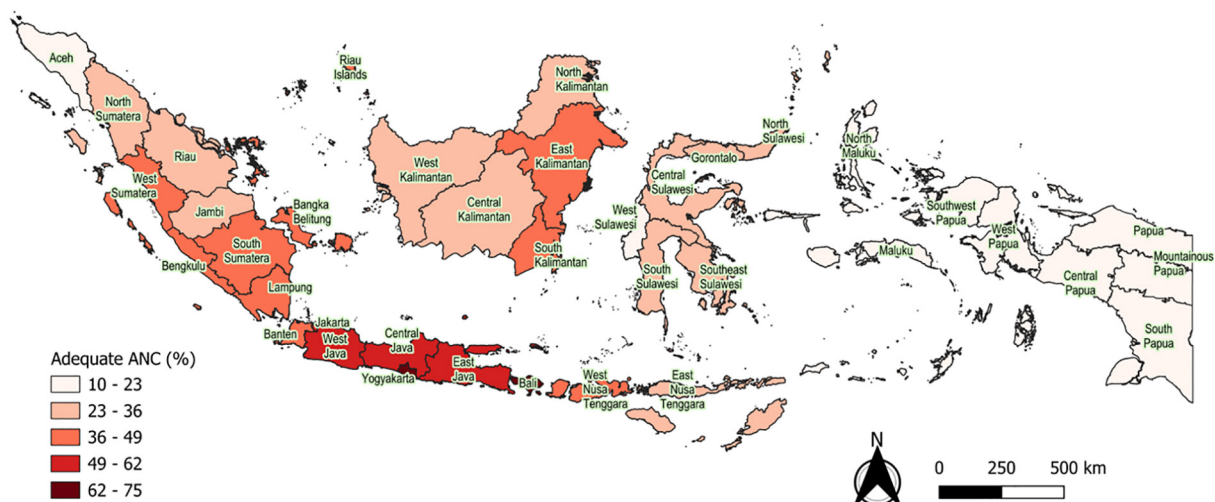 Aceh
North
Sumatera
Riau
Islands
Riau
West
Sumatera
Jambi
Bangka
Belitung
South
Sumatera
Bengkulu
Lampung
Banten
Jakarta
West
Java
Central
Java
Yogyakarta
East
Java
Bali
West
Nusa
Tenggara
East
Nusa
Tenggara
North
Kalimantan
West
Kalimantan
East
Kalimantan
Central
Kalimantan
South
Kalimantan
North
Sulawesi
Gorontalo
Central
Sulawesi
West
Sulawesi
South
Sulawesi
Southeast
Sulawesi
North
Maluku
Maluku
Southwest
Papua
West
Papua
Papua
Mountainous
Papua
Central
Papua
South
Papua
Adequate ANC (%)
10 - 23
23 - 36
36 - 49
49 - 62
62 - 75
N
0 250 500 km